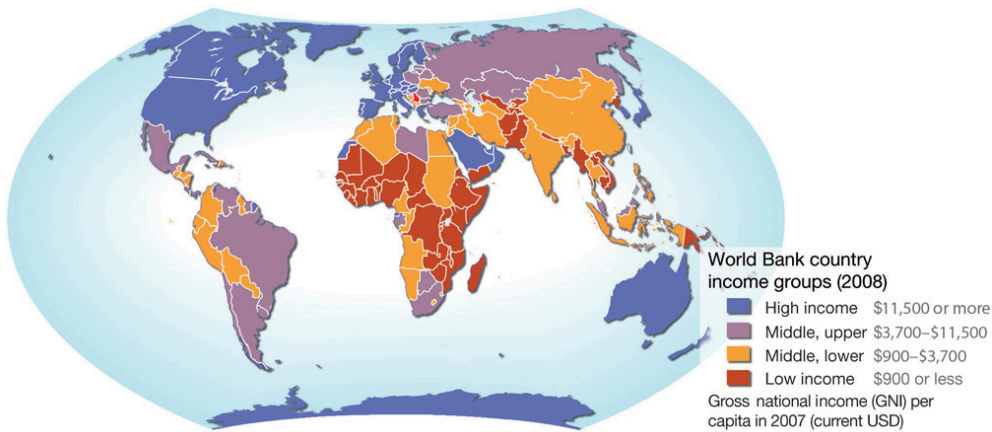 World Bank country
income groups (2008)
High income $11,500 or more
Middle, upper $3,700–$11,500
Middle, lower $900–$3,700
Low income $900 or less
Gross national income (GNI) per
capita in 2007 (current USD)